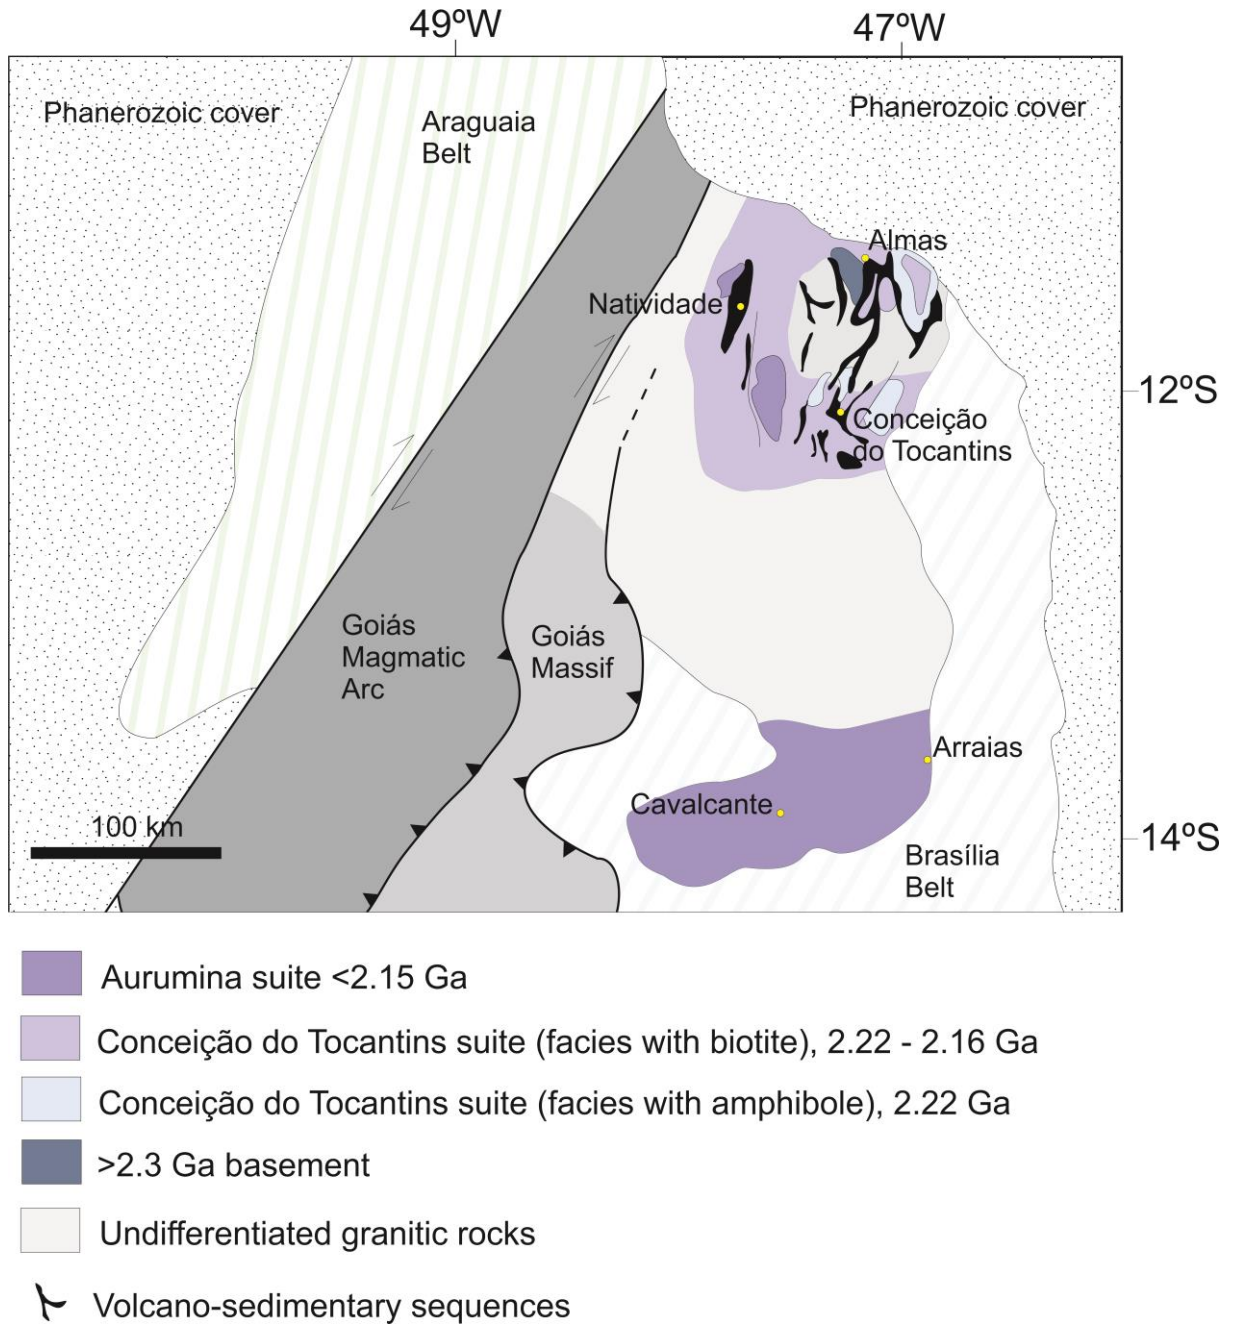 49ºW
47ºW
Phanerozoic cover
Araguaia
Belt
Phanerozoic cover
Almas
Natividade
12ºS
Conceição
do Tocantins
Goiás
Magmatic
Arc
Goiás
Massif
Arraias
Cavalcante
100 km
14ºS
Brasília
Belt
Aurumina suite <2.15 Ga
Conceição do Tocantins suite (facies with biotite), 2.22 - 2.16 Ga
Conceição do Tocantins suite (facies with amphibole), 2.22 Ga
>2.3 Ga basement
Undifferentiated granitic rocks
Volcano-sedimentary sequences